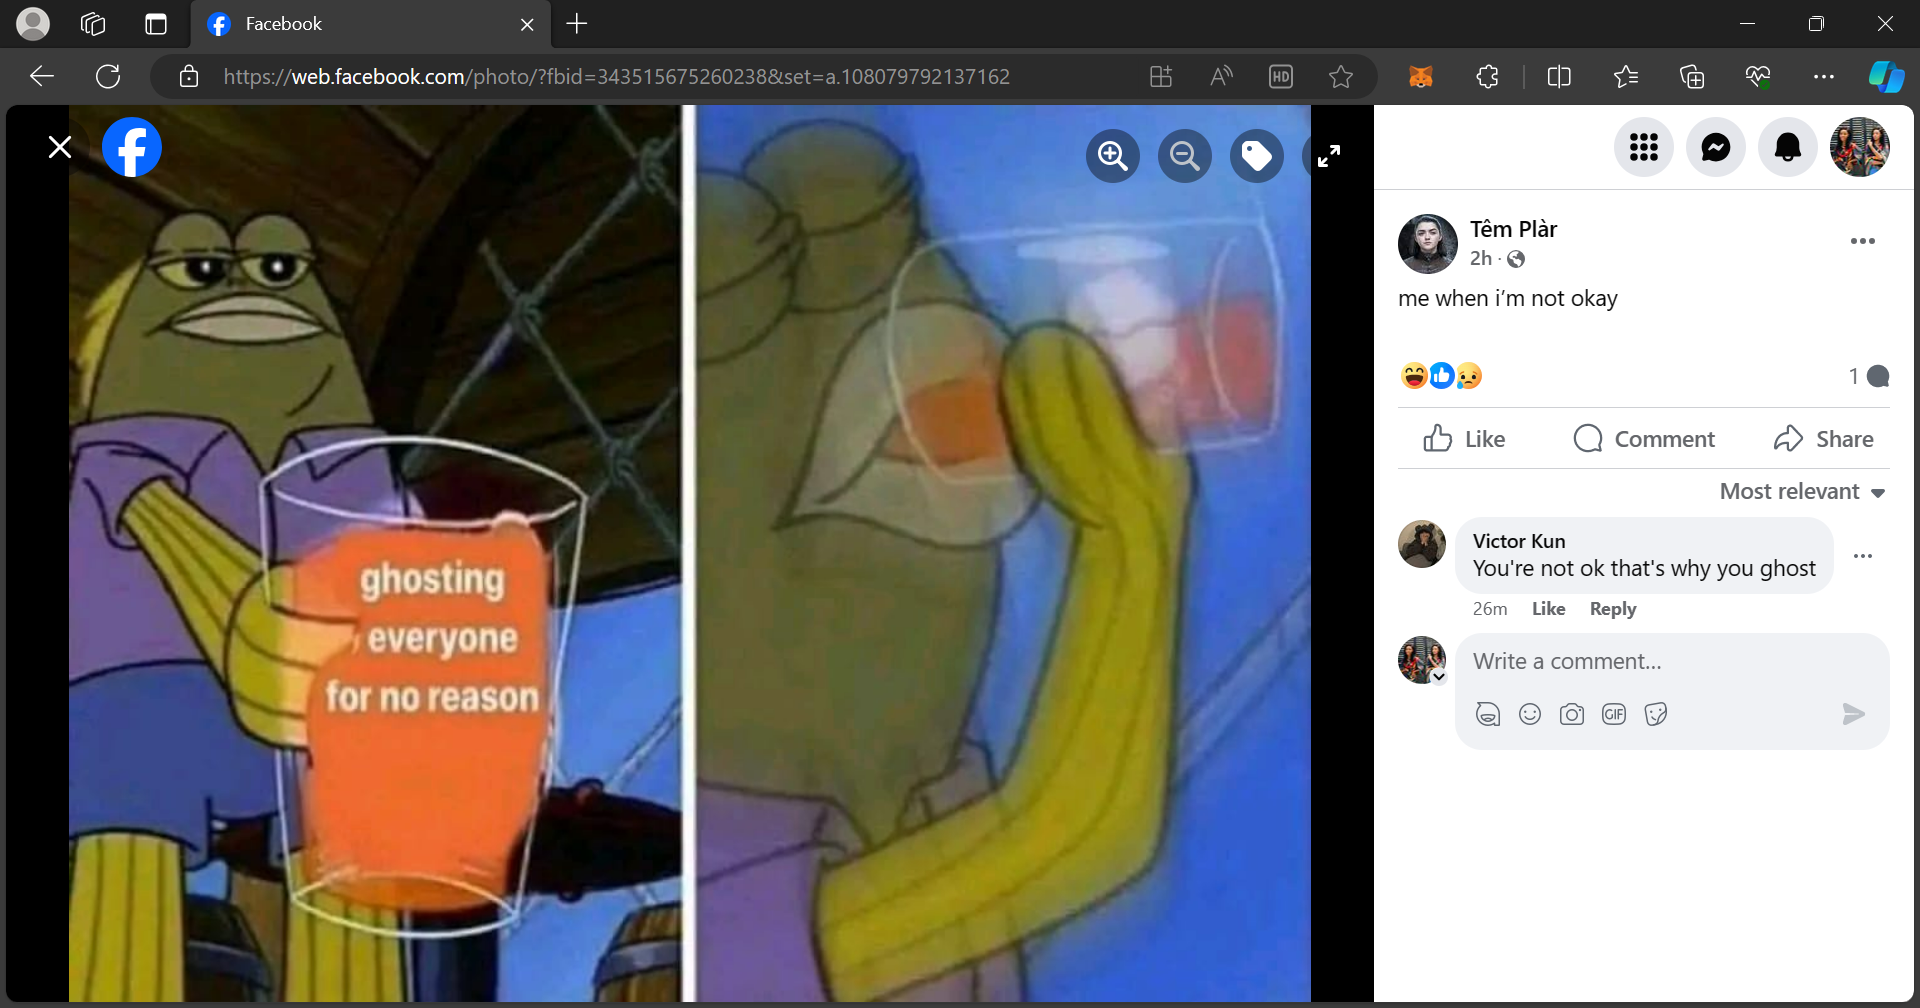 Facebook
https://web.facebook.com/photo/?fbid=343515675260238&set=a.108079792137162
HD
ghosting
everyone
for no reason
Têm Plàr
2h ·
me when i’m not okay
1
Like Comment Share
Most relevant
Victor Kun
You're not ok that's why you ghost
26m Like Reply
Write a comment...
GIF